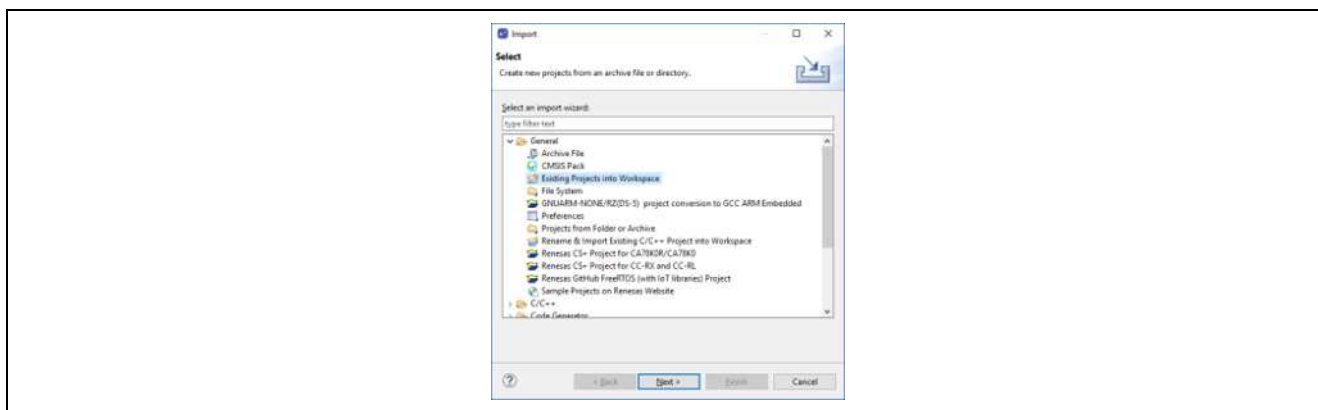 Import
Select
Create new projects from an archive file or directory.
Select an import wizard:
type filter text
General
Archive File
CMSIS Pack
Existing Projects into Workspace
File System
GNUARM-NONE/RZ(DS-5) project conversion to GCC ARM Embedded
Preferences
Projects from Folder or Archive
Rename & Import Existing C/C++ Project into Workspace
Renesas CS+ Project for CA78K0R/CA78K0
Renesas CS+ Project for CC-RX and CC-RL
Renesas GitHub FreeRTOS (with IoT libraries) Project
Sample Projects on Renesas Website
C/C++
Code Generator
< Back Next > Finish Cancel